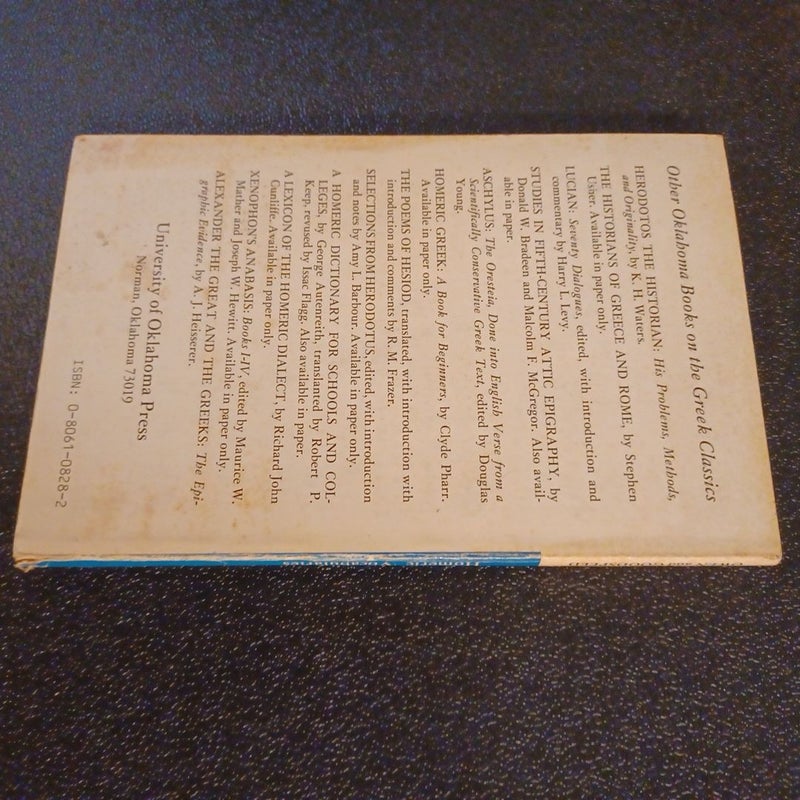 Other Oklahoma Books on the Greek Classics
HERODOTOS THE HISTORIAN: His Problems, Methods,
and Originality, by K. H. Waters.
THE HISTORIANS OF GREECE AND ROME, by Stephen
Usher. Available in paper only.
LUCIAN: Seventy Dialogues, edited, with introduction and
commentary by Harry L. Levy.
STUDIES IN FIFTH-CENTURY ATTIC EPIGRAPHY, by
Donald W. Bradeen and Malcolm F. McGregor. Also avail-
able in paper.
ASCHYLUS: The Oresteia, Done into English Verse from a
Scientifically Conservative Greek Text, edited by Douglas
Young.
HOMERIC GREEK: A Book for Beginners, by Clyde Pharr.
Available in paper only.
THE POEMS OF HESIOD, translated, with introduction with
introduction and comments by R. M. Frazer.
SELECTIONS FROM HERODOTUS, edited, with introduction
and notes by Amy L. Barbour. Available in paper only.
A HOMERIC DICTIONARY FOR SCHOOLS AND COL-
LEGES, by George Autenreith, translanted by Robert P.
Keep, revused by Issac Flagg. Also available in paper.
A LEXICON OF THE HOMERIC DIALECT, by Richard John
Cunliffe. Available in paper only.
XENOPHON'S ANABASIS: Books I-IV, edited by Maurice W.
Mather and Joseph W. Hewitt. Available in paper only.
ALEXANDER THE GREAT AND THE GREEKS: The Epi-
graphic Evidence, by A. J. Heisserer.
University of Oklahoma Press
Norman, Oklahoma 73019
ISBN: 0-8061-0828-2
Homeric Vocabularies